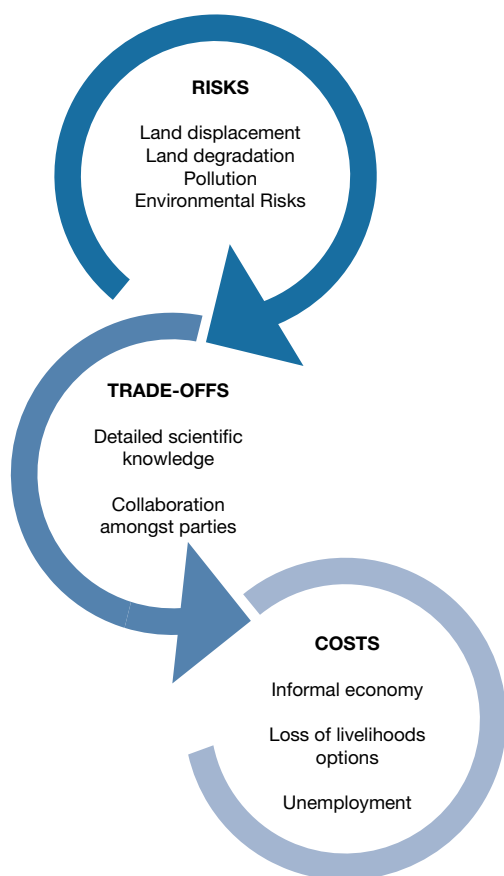 RISKS
Land displacement
Land degradation
Pollution
Environmental Risks
TRADE-OFFS
Detailed scientific
knowledge
Collaboration
amongst parties
COSTS
Informal economy
Loss of livelihoods
options
Unemployment